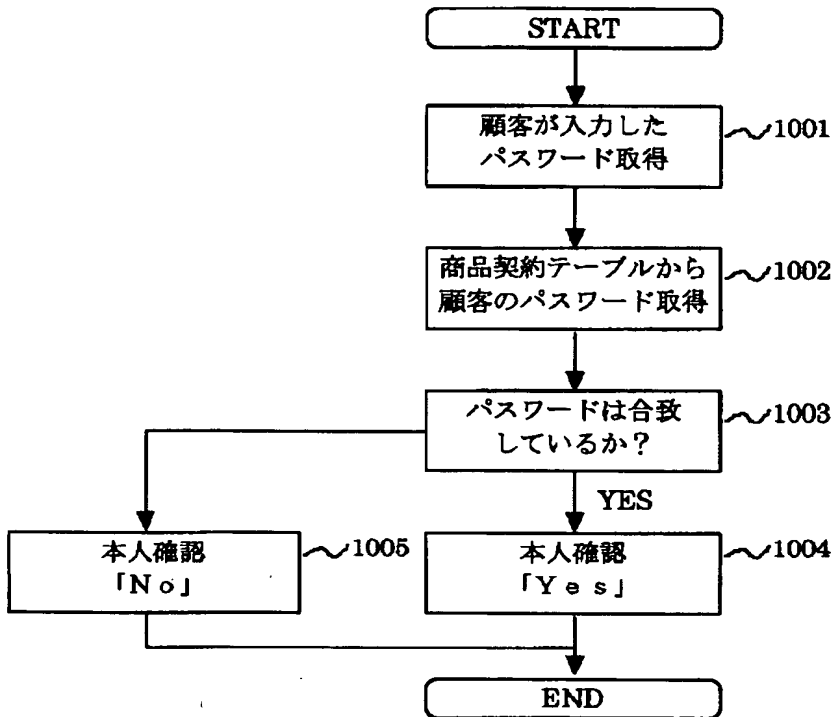 START
顧客が入力した
パスワード取得
1001
商品契約テーブルから
顧客のパスワード取得
1002
パスワードは合致
しているか?
1003
YES
本人確認
「No」
1005
本人確認
「Yes」
1004
END